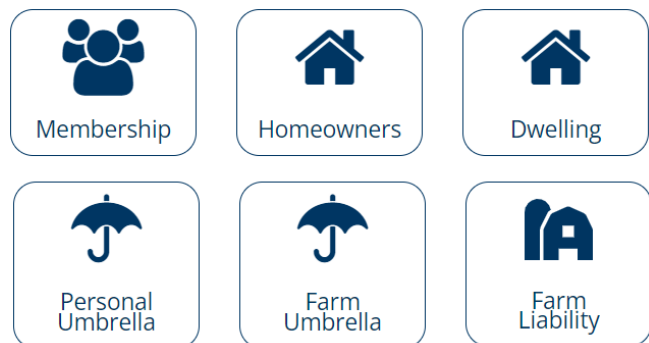 Membership
Homeowners
Dwelling
Personal
Umbrella
Farm
Umbrella
Farm
Liability